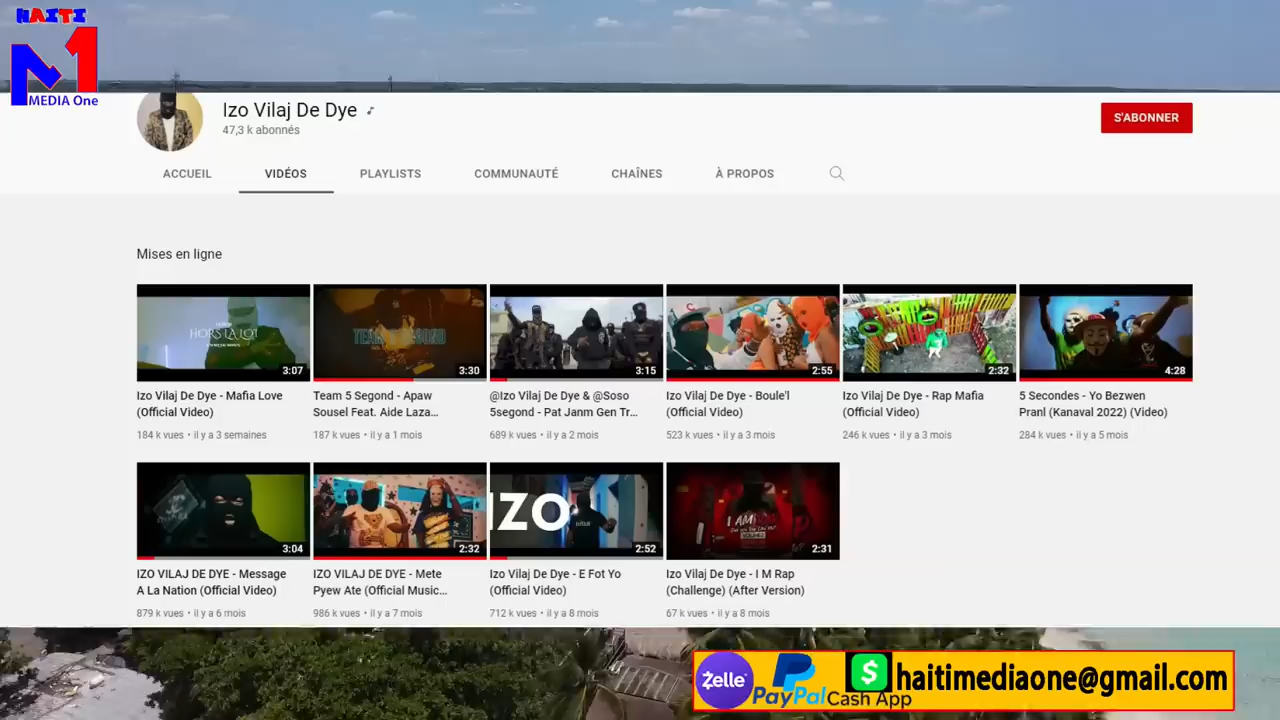 HAITI
M1
MEDIA One
Izo Vilaj De Dye
47,3 k abonnés
S'ABONNER
ACCUEIL VIDÉOS PLAYLISTS COMMUNAUTÉ CHAÎNES À PROPOS
Mises en ligne
HORS LA LOI
3:07
3:30
3:15
2:55
2:32
4:28
Izo Vilaj De Dye - Mafia Love
(Official Video)
184 k vues • il y a 3 semaines
Team 5 Segond - Apaw
Sousel Feat. Aide Laza...
187 k vues • il y a 1 mois
@Izo Vilaj De Dye & @Soso
5segond - Pat Janm Gen Tr...
689 k vues • il y a 2 mois
Izo Vilaj De Dye - Boule'l
(Official Video)
523 k vues • il y a 3 mois
Izo Vilaj De Dye - Rap Mafia
(Official Video)
246 k vues • il y a 3 mois
5 Secondes - Yo Bezwen
Pranl (Kanaval 2022) (Video)
284 k vues • il y a 5 mois
3:04
2:32
IZO
2:52
I AM
2:31
IZO VILAJ DE DYE - Message
A La Nation (Official Video)
879 k vues • il y a 6 mois
IZO VILAJ DE DYE - Mete
Pyew Ate (Official Music...
986 k vues • il y a 7 mois
Izo Vilaj De Dye - E Fot Yo
(Official Video)
712 k vues • il y a 8 mois
Izo Vilaj De Dye - I M Rap
(Challenge) (After Version)
67 k vues • il y a 8 mois
Zelle
PayPal
$
Cash App
haitimediaone@gmail.com